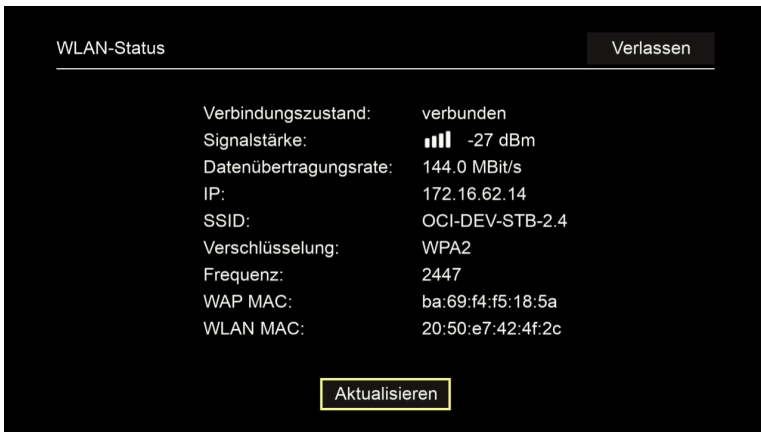 WLAN-Status
Verlassen
Verbindungszustand: verbunden
Signalstärke: -27 dBm
Datenübertragungsrate: 144.0 MBit/s
IP: 172.16.62.14
SSID: OCI-DEV-STB-2.4
Verschlüsselung: WPA2
Frequenz: 2447
WAP MAC: ba:69:f4:f5:18:5a
WLAN MAC: 20:50:e7:42:4f:2c
Aktualisieren